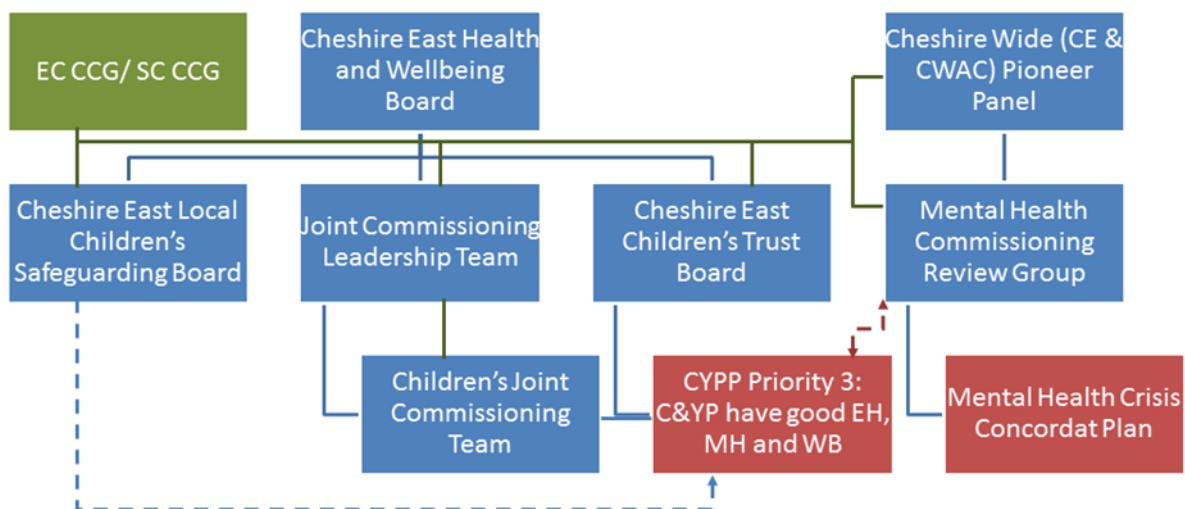 EC CCG/ SC CCG
Cheshire East Health
and Wellbeing
Board
Cheshire Wide (CE &
CWAC) Pioneer
Panel
Cheshire East Local
Children's
Safeguarding Board
Joint Commissioning
Leadership Team
Cheshire East
Children's Trust
Board
Mental Health
Commissioning
Review Group
Children's Joint
Commissioning
Team
CYPP Priority 3:
C&YP have good EH,
MH and WB
Mental Health Crisis
Concordat Plan